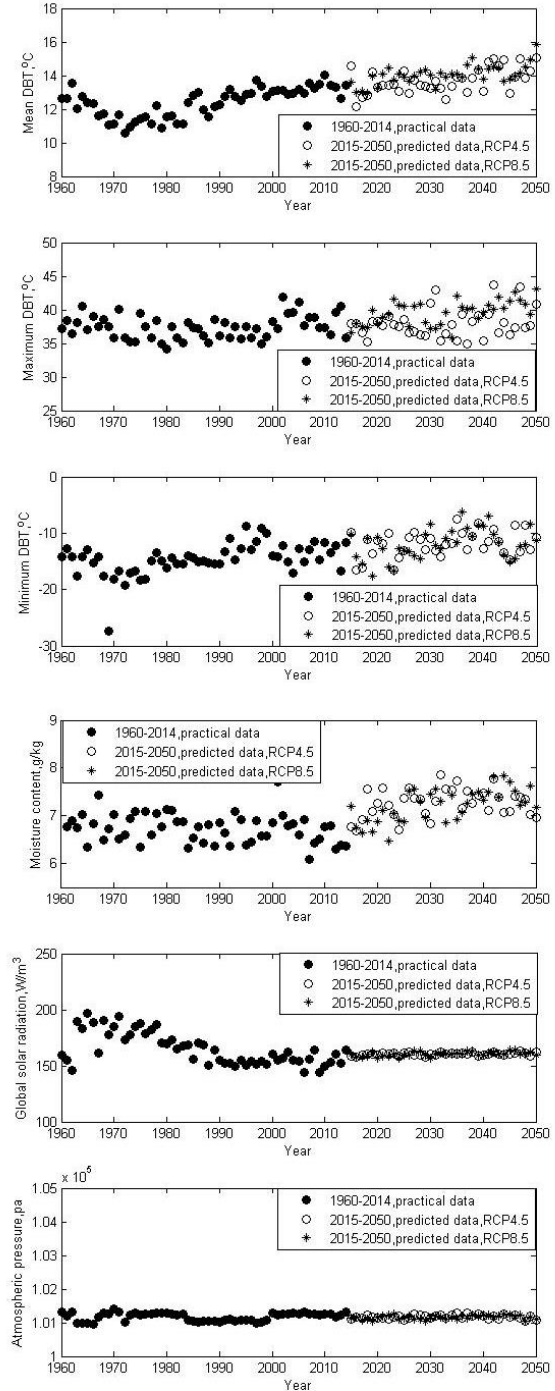 18
16
14
12
10
8
Mean DBT,°C
1960-2014,practical data
2015-2050,predicted data,RCP4.5
2015-2050,predicted data,RCP8.5
1960 1970 1980 1990 2000 2010 2020 2030 2040 2050
Year
50
45
40
35
30
25
Maximum DBT,°C
1960-2014,practical data
2015-2050,predicted data,RCP4.5
2015-2050,predicted data,RCP8.5
1960 1970 1980 1990 2000 2010 2020 2030 2040 2050
Year
0
-10
-20
-30
Minimum DBT,°C
1960-2014,practical data
2015-2050,predicted data,RCP4.5
2015-2050,predicted data,RCP8.5
1960 1970 1980 1990 2000 2010 2020 2030 2040 2050
Year
9
8
7
6
Moisture content,g/kg
1960-2014,practical data
2015-2050,predicted data,RCP4.5
2015-2050,predicted data,RCP8.5
1960 1970 1980 1990 2000 2010 2020 2030 2040 2050
Year
250
200
150
100
Global solar radiation,W/m³
1960-2014,practical data
2015-2050,predicted data,RCP4.5
2015-2050,predicted data,RCP8.5
1960 1970 1980 1990 2000 2010 2020 2030 2040 2050
Year
x 10⁵
1.05
1.04
1.03
1.02
1.01
1
Atmospheric pressure,pa
1960-2014,practical data
2015-2050,predicted data,RCP4.5
2015-2050,predicted data,RCP8.5
1960 1970 1980 1990 2000 2010 2020 2030 2040 2050
Year